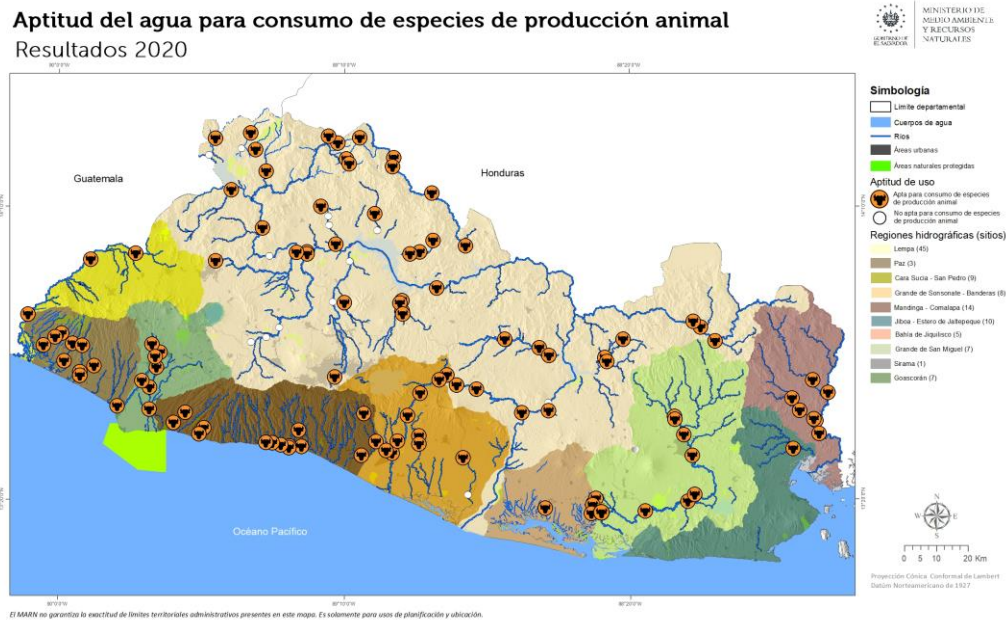 Aptitud del agua para consumo de especies de producción animal
Resultados 2020
GOBIERNO DE
EL SALVADOR
MINISTERIO DE
MEDIO AMBIENTE
Y RECURSOS
NATURALES
Guatemala
Honduras
Océano Pacífico
Simbología
Limite departamental
Cuerpos de agua
Ríos
Áreas urbanas
Áreas naturales protegidas
Aptitud de uso
Apta para consumo de especies
de producción animal
No apta para consumo de especies
de producción animal
Regiones hidrográficas (sitios)
Lempa (45)
Paz (3)
Cara Sucia - San Pedro (9)
Grande de Sonsonate - Banderas (8)
Mandinga - Comalapa (14)
Jiboa - Estero de Jaltepeque (10)
Bahía de Jiquilisco (5)
Grande de San Miguel (7)
Sirama (1)
Goascorán (7)
N
W
E
S
0 5 10 20 Km
Proyección Cónica Conformal de Lambert
Datúm Norteamericano de 1927
El MARN no garantiza la exactitud de límites territoriales administrativos presentes en este mapa. Es solamente para usos de planificación y ubicación.